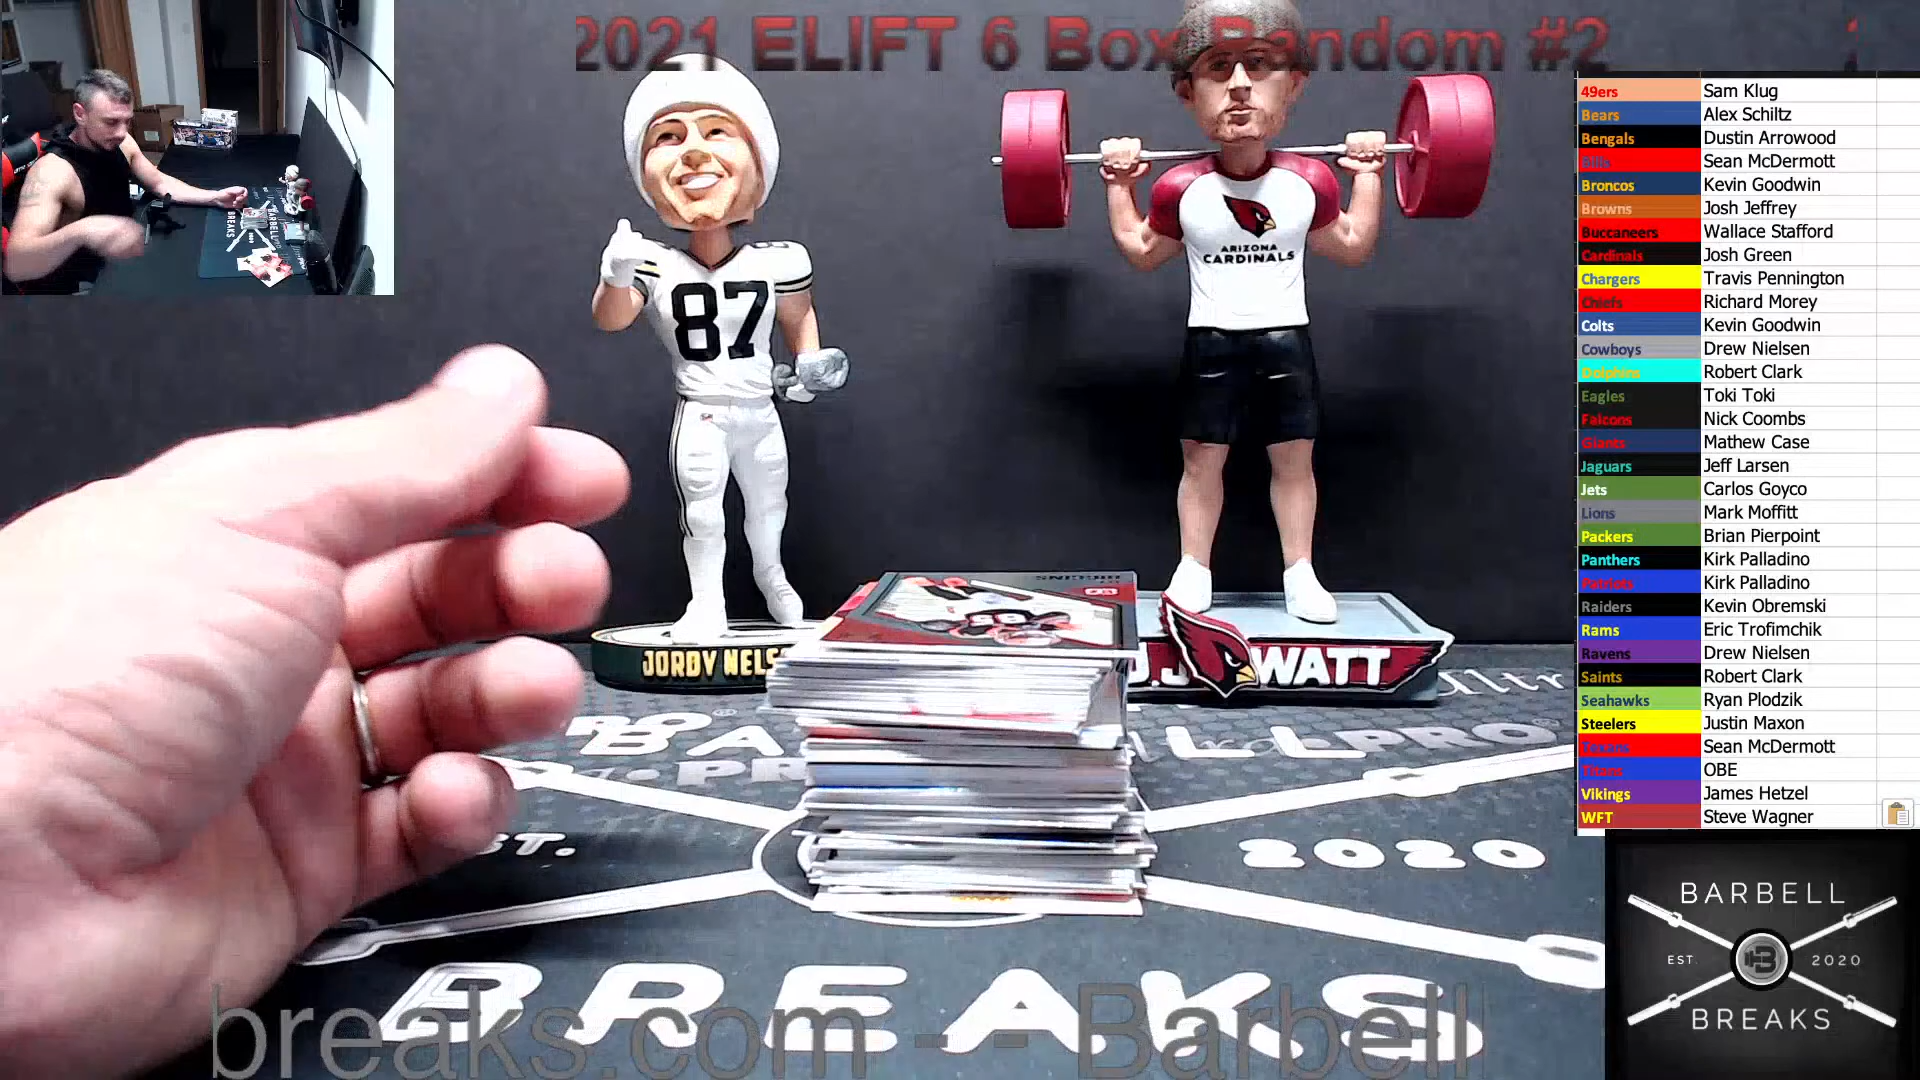 2021 ELIFT 6 Box Random #2
49ers Sam Klug
Bears Alex Schiltz
Bengals Dustin Arrowood
Bills Sean McDermott
Broncos Kevin Goodwin
Browns Josh Jeffrey
Buccaneers Wallace Stafford
Cardinals Josh Green
Chargers Travis Pennington
Chiefs Richard Morey
Colts Kevin Goodwin
Cowboys Drew Nielsen
Dolphins Robert Clark
Eagles Toki Toki
Falcons Nick Coombs
Giants Mathew Case
Jaguars Jeff Larsen
Jets Carlos Goyco
Lions Mark Moffitt
Packers Brian Pierpoint
Panthers Kirk Palladino
Patriots Kirk Palladino
Raiders Kevin Obremski
Rams Eric Trofimchik
Ravens Drew Nielsen
Saints Robert Clark
Seahawks Ryan Plodzik
Steelers Justin Maxon
Texans Sean McDermott
Titans OBE
Vikings James Hetzel
WFT Steve Wagner
ARIZONA
CARDINALS
87
JORDY NELS
J.J. WATT
EST.
2020
BREAKS
breaks.com - - Barbell
BARBELL
EST. 2020
BREAKS
BREAKS
BARBELL